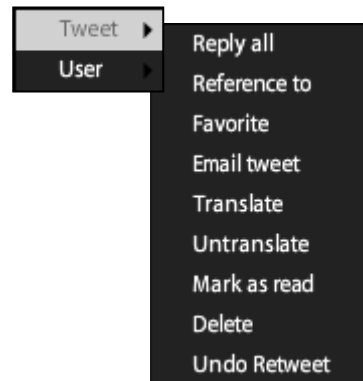 Tweet
User
Reply all
Reference to
Favorite
Email tweet
Translate
Untranslate
Mark as read
Delete
Undo Retweet